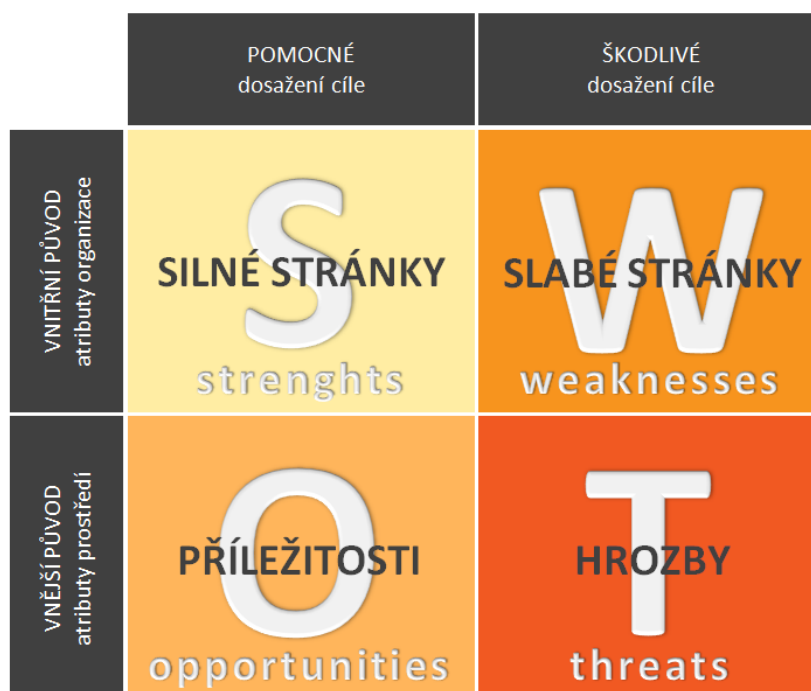 POMOCNÉ
dosažení cíle
ŠKODLIVÉ
dosažení cíle
VNITŘNÍ PŮVOD
atributy organizace
S
SILNÉ STRÁNKY
strenghts
W
SLABÉ STRÁNKY
weaknesses
VNĚJŠÍ PŮVOD
atributy prostředí
O
PŘÍLEŽITOSTI
opportunities
T
HROZBY
threats